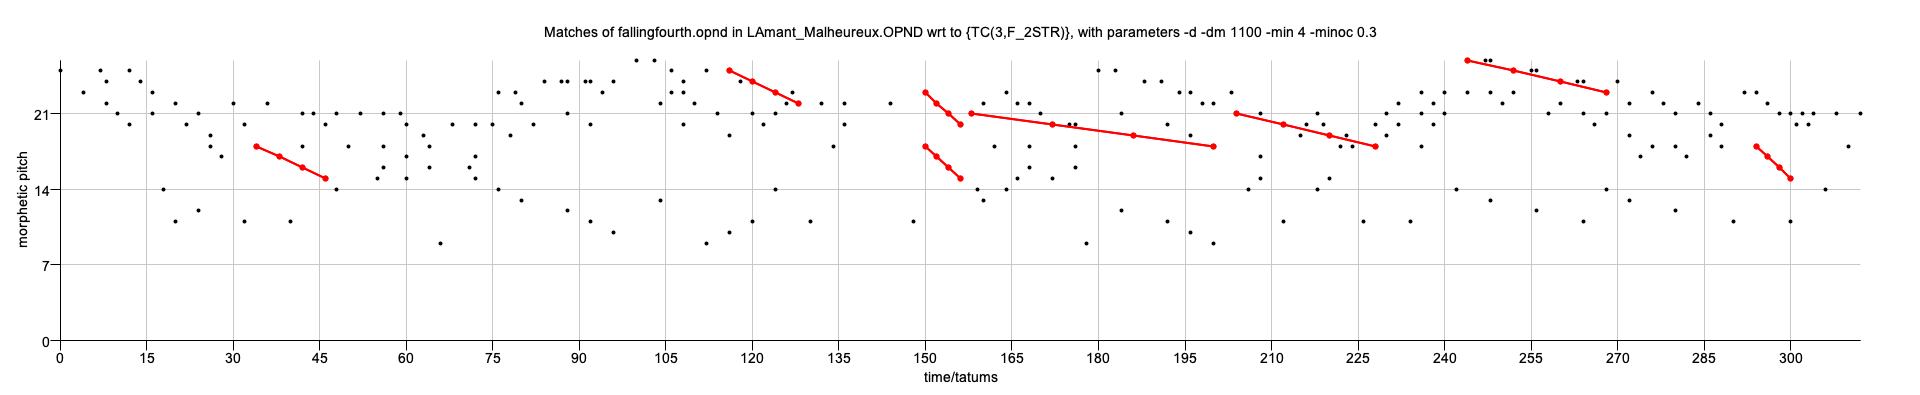 Matches of fallingfourth.opnd in LAmant_Malheureux.OPND wrt to {TC(3,F_2STR)}, with parameters -d -dm 1100 -min 4 -minoc 0.3
morphetic pitch
21
14
7
0
0 15 30 45 60 75 90 105 120 135 150 165 180 195 210 225 240 255 270 285 300
time/tatums